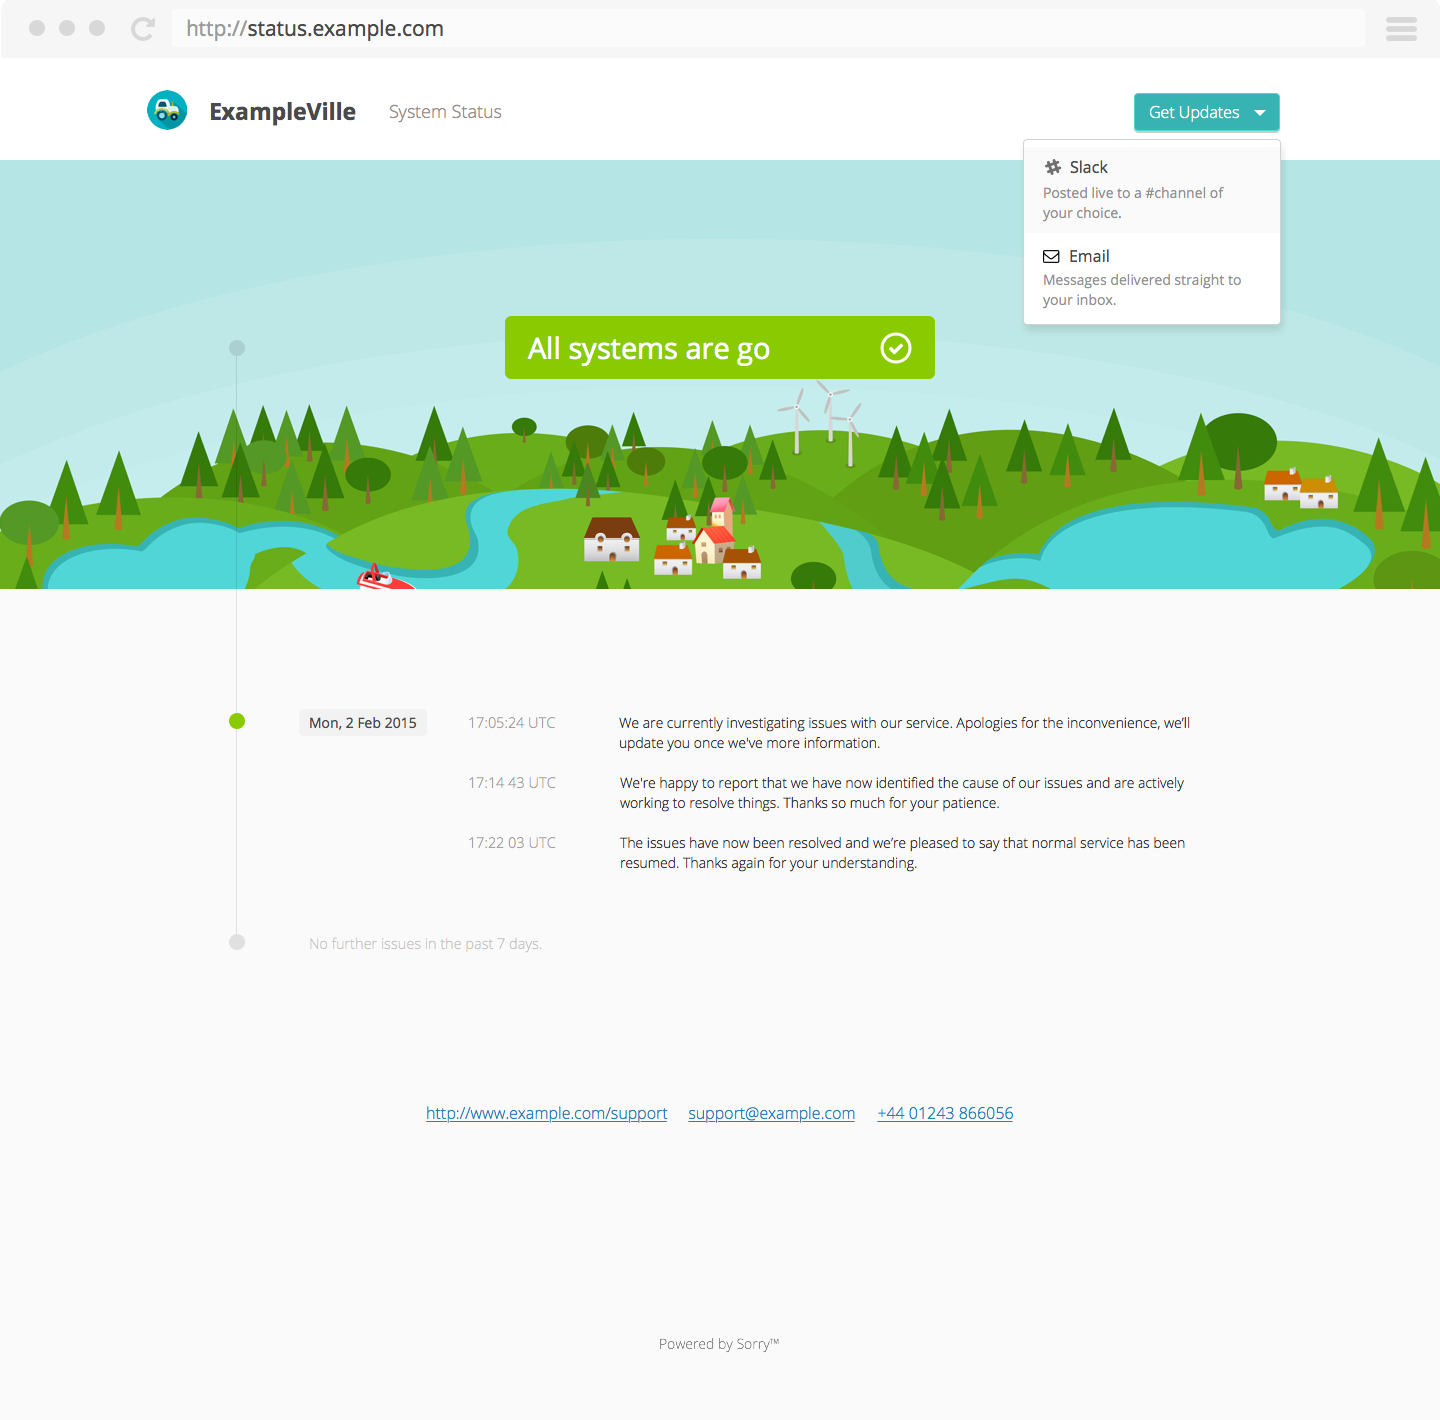 http://status.example.com
ExampleVille System Status Get Updates
Slack
Posted live to a #channel of
your choice.
Email
Messages delivered straight to
your inbox.
All systems are go
Mon, 2 Feb 2015 17:05:24 UTC We are currently investigating issues with our service. Apologies for the inconvenience, we’ll
update you once we've more information.
17:14 43 UTC We're happy to report that we have now identified the cause of our issues and are actively
working to resolve things. Thanks so much for your patience.
17:22 03 UTC The issues have now been resolved and we’re pleased to say that normal service has been
resumed. Thanks again for your understanding.
No further issues in the past 7 days.
http://www.example.com/support support@example.com +44 01243 866056
Powered by Sorry™